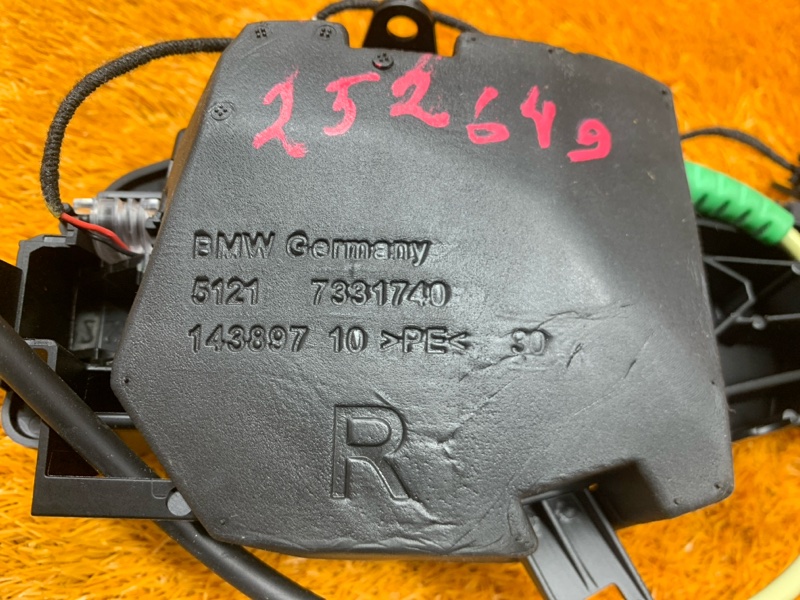 252649
BMW Germany
5121 7331740
143897 10 >PE< 30
R